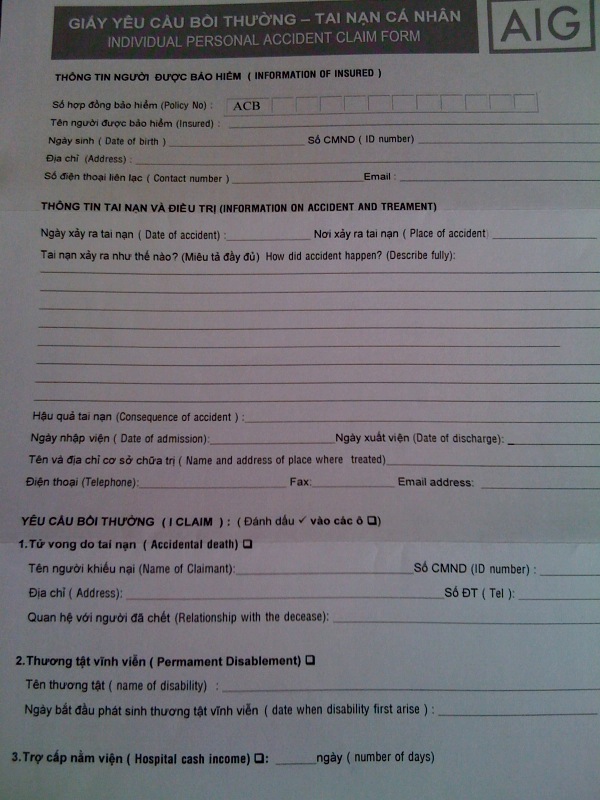 GIẤY YÊU CẦU BỒI THƯỜNG – TAI NẠN CÁ NHÂN
INDIVIDUAL PERSONAL ACCIDENT CLAIM FORM
AIG
THÔNG TIN NGƯỜI ĐƯỢC BẢO HIỂM ( INFORMATION OF INSURED )
Số hợp đồng bảo hiểm (Policy No) : ACB
Tên người được bảo hiểm (Insured) :
Ngày sinh ( Date of birth ) Số CMND ( ID number)
Địa chỉ (Address) :
Số điện thoại liên lạc ( Contact number ) Email :
THÔNG TIN TAI NẠN VÀ ĐIỀU TRỊ (INFORMATION ON ACCIDENT AND TREAMENT)
Ngày xảy ra tai nạn ( Date of accident) : Nơi xảy ra tai nạn ( Place of accident)
Tai nạn xảy ra như thế nào? (Miêu tả đầy đủ) How did accident happen? (Describe fully):
Hậu quả tai nạn (Consequence of accident ) :
Ngày nhập viện ( Date of admission): Ngày xuất viện (Date of discharge):
Tên và địa chỉ cơ sở chữa trị ( Name and address of place where treated)
Điện thoại (Telephone): Fax: Email address:
YÊU CẦU BỒI THƯỜNG ( I CLAIM ) : ( Đánh dấu ✓ vào các ô ❑)
1.Tử vong do tai nạn ( Accidental death) ❑
Tên người khiếu nại (Name of Claimant): Số CMND (ID number) :
Địa chỉ ( Address): Số ĐT ( Tel ):
Quan hệ với người đã chết (Relationship with the decease):
2.Thương tật vĩnh viễn ( Permament Disablement) ❑
Tên thương tật ( name of disability) :
Ngày bắt đầu phát sinh thương tật vĩnh viễn ( date when disability first arise ) :
3.Trợ cấp nằm viện ( Hospital cash income) ❑: ngày ( number of days)